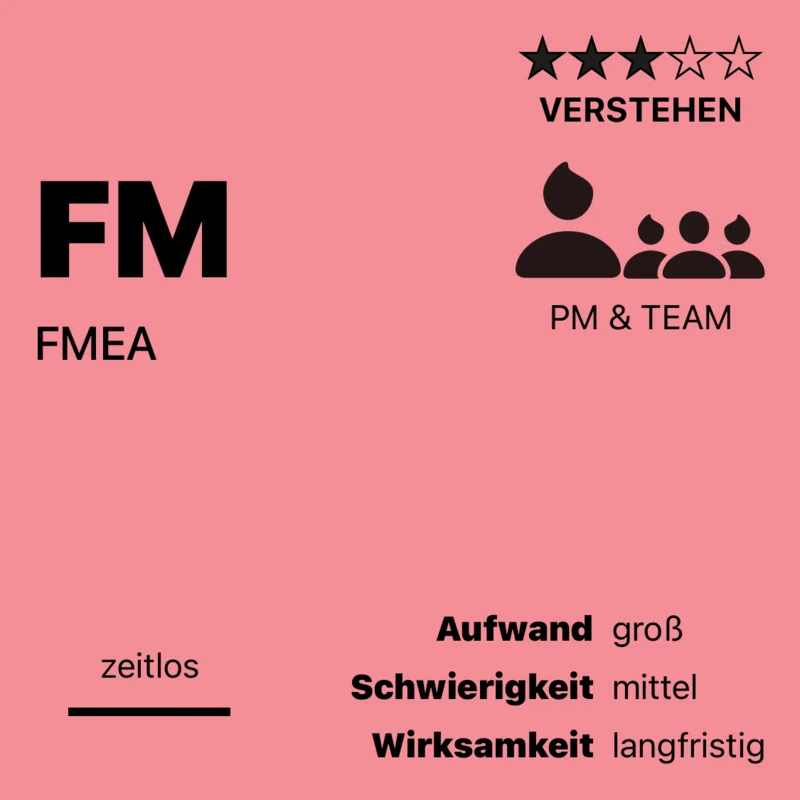 ★★★☆☆
VERSTEHEN
FM
FMEA
PM & TEAM
zeitlos
Aufwand groß
Schwierigkeit mittel
Wirksamkeit langfristig